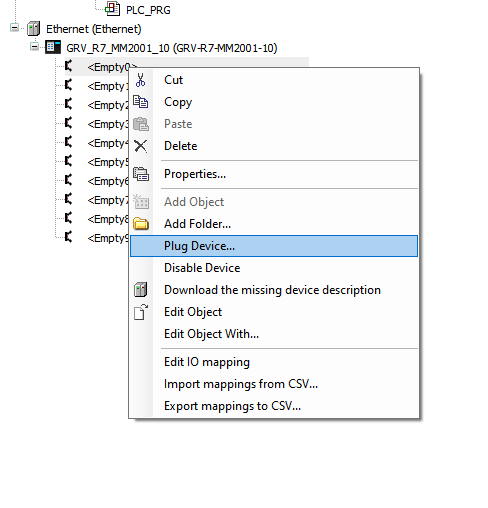 PLC_PRG
Ethernet (Ethernet)
GRV_R7_MM2001_10 (GRV-R7-MM2001-10)
<Empty0>
<Empty1
<Empty2
<Empty3
<Empty4
<Empty5
<Empty6
<Empty7
<Empty8
<Empty9
Cut
Copy
Paste
Delete
Properties...
Add Object
Add Folder...
Plug Device...
Disable Device
Download the missing device description
Edit Object
Edit Object With...
Edit IO mapping
Import mappings from CSV...
Export mappings to CSV...